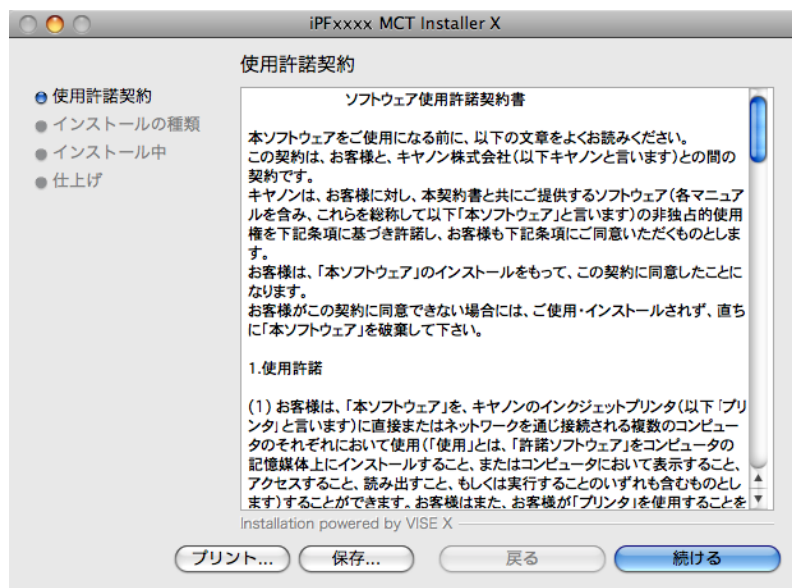 iPFxxxx MCT Installer X
使用許諾契約
使用許諾契約
インストールの種類
インストール中
仕上げ
ソフトウェア使用許諾契約書
本ソフトウェアをご使用になる前に、以下の文章をよくお読みください。
この契約は、お客様と、キヤノン株式会社(以下キヤノンと言います)との間の
契約です。
キヤノンは、お客様に対し、本契約書と共にご提供するソフトウェア(各マニュア
ルを含み、これらを総称して以下「本ソフトウェア」と言います)の非独占的使用
権を下記条項に基づき許諾し、お客様も下記条項にご同意いただくものとしま
す。
お客様は、「本ソフトウェア」のインストールをもって、この契約に同意したことに
なります。
お客様がこの契約に同意できない場合には、ご使用・インストールされず、直ち
に「本ソフトウェア」を破棄して下さい。
1.使用許諾
(1) お客様は、「本ソフトウェア」を、キヤノンのインクジェットプリンタ(以下「プリ
ンタ」と言います)に直接またはネットワークを通じ接続される複数のコンピュー
タのそれぞれにおいて使用(「使用」とは、「許諾ソフトウェア」をコンピュータの
記憶媒体上にインストールすること、またはコンピュータにおいて表示すること、
アクセスすること、読み出すこと、もしくは実行することのいずれも含むものとし
ます)することができます。お客様はまた、お客様が「プリンタ」を使用することを
Installation powered by VISE X
プリント...
保存...
戻る
続ける